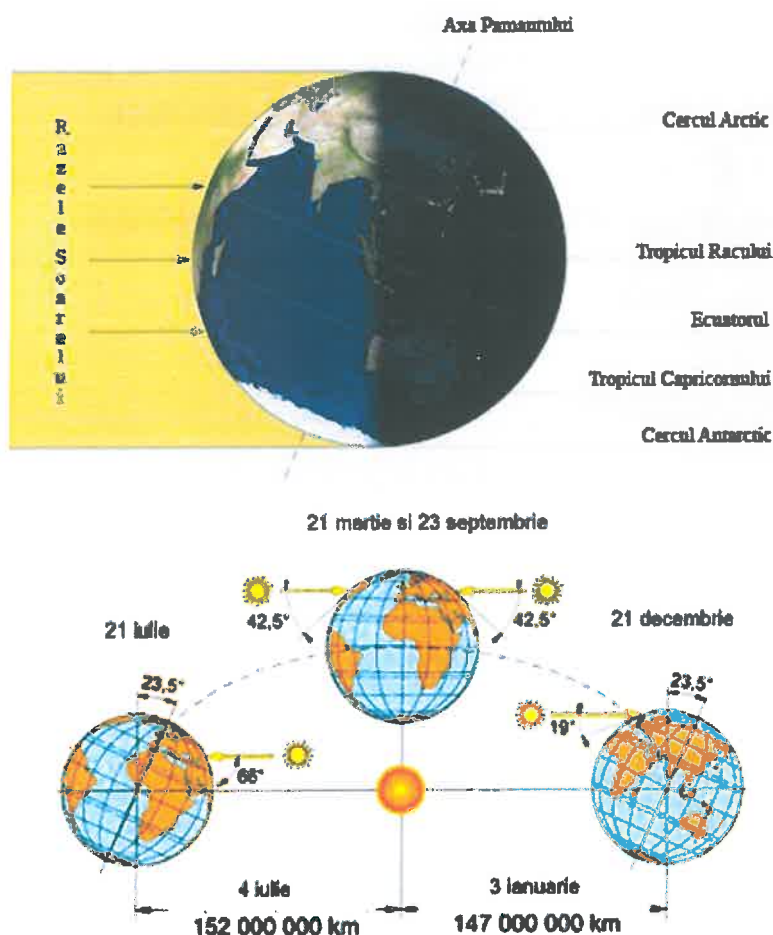 Axa Pamantului
Razele Soarelui
Cercul Arctic
Tropicul Racului
Ecuatorul
Tropicul Capricornului
Cercul Antarctic
21 martie si 23 septembrie
42,5°
42,5°
21 iulie
21 decembrie
23,5°
23,5°
66°
19°
4 iulie
3 ianuarie
152 000 000 km
147 000 000 km